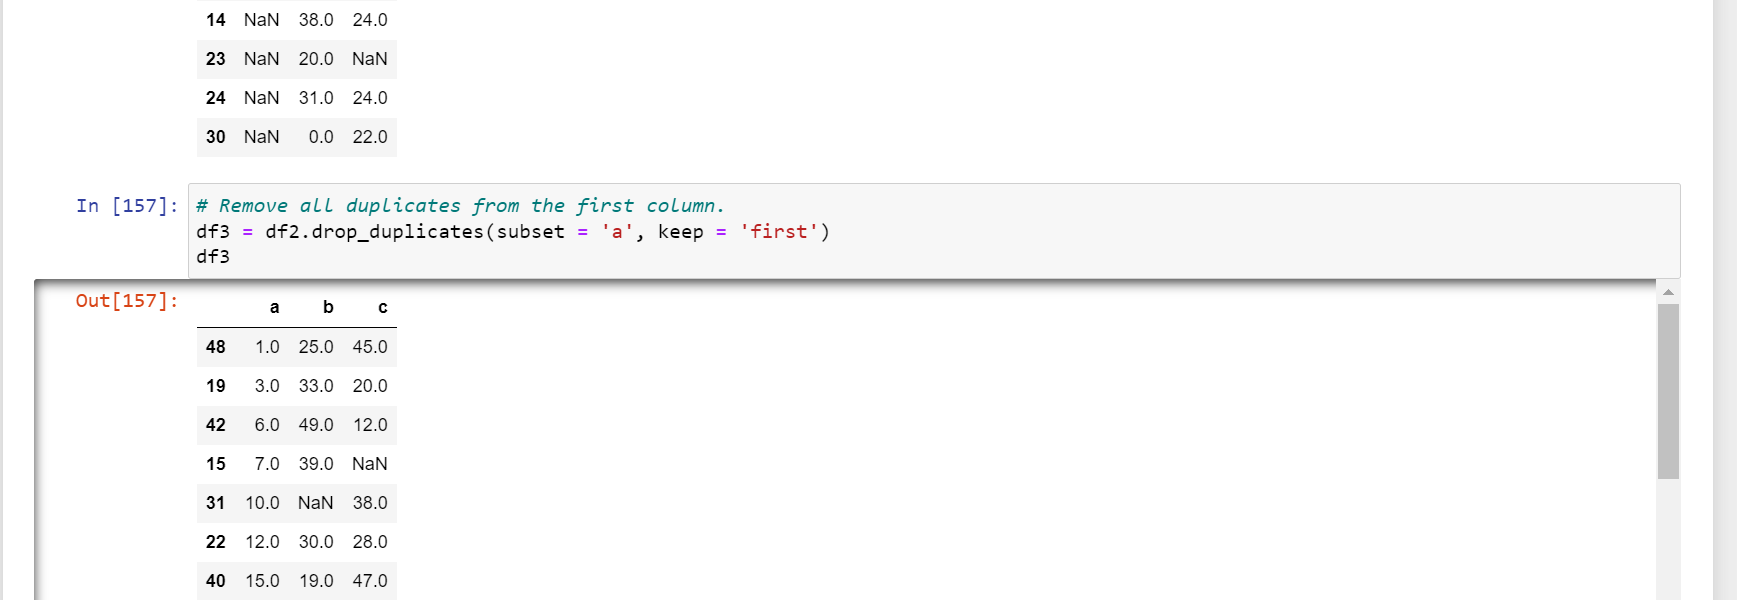 14 NaN 38.0 24.0
23 NaN 20.0 NaN
24 NaN 31.0 24.0
30 NaN 0.0 22.0
In [157]: # Remove all duplicates from the first column.
df3 = df2.drop_duplicates(subset = 'a', keep = 'first')
df3
Out[157]:
a b c
48 1.0 25.0 45.0
19 3.0 33.0 20.0
42 6.0 49.0 12.0
15 7.0 39.0 NaN
31 10.0 NaN 38.0
22 12.0 30.0 28.0
40 15.0 19.0 47.0